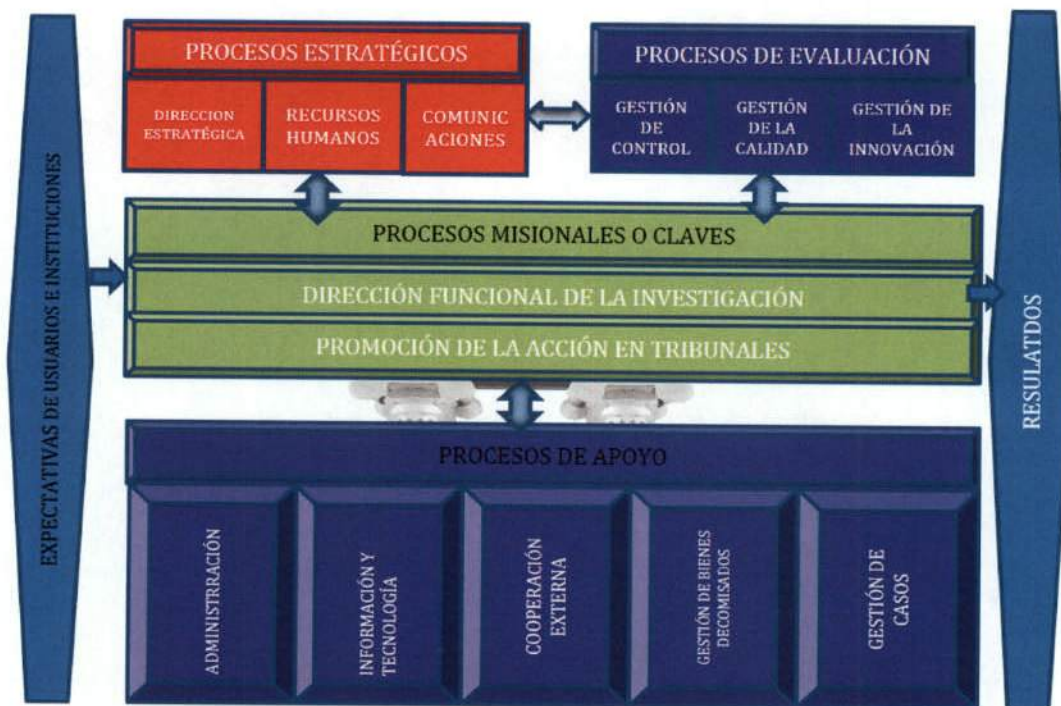 EXPECTATIVAS DE USUARIOS E INSTITUCIONES
PROCESOS ESTRATÉGICOS
DIRECCION
ESTRATÉGICA
RECURSOS
HUMANOS
COMUNIC
ACIONES
PROCESOS DE EVALUACIÓN
GESTIÓN
DE
CONTROL
GESTIÓN
DE LA
CALIDAD
GESTIÓN DE
LA
INNOVACIÓN
PROCESOS MISIONALES O CLAVES
DIRECCIÓN FUNCIONAL DE LA INVESTIGACIÓN
PROMOCIÓN DE LA ACCIÓN EN TRIBUNALES
PROCESOS DE APOYO
ADMINISTRRACIÓN
INFORMACIÓN Y
TECNOLOGÍA
COOPERACIÓN
EXTERNA
GESTIÓN DE BIENES
DECOMISADOS
GESTIÓN DE
CASOS
RESULATDOS